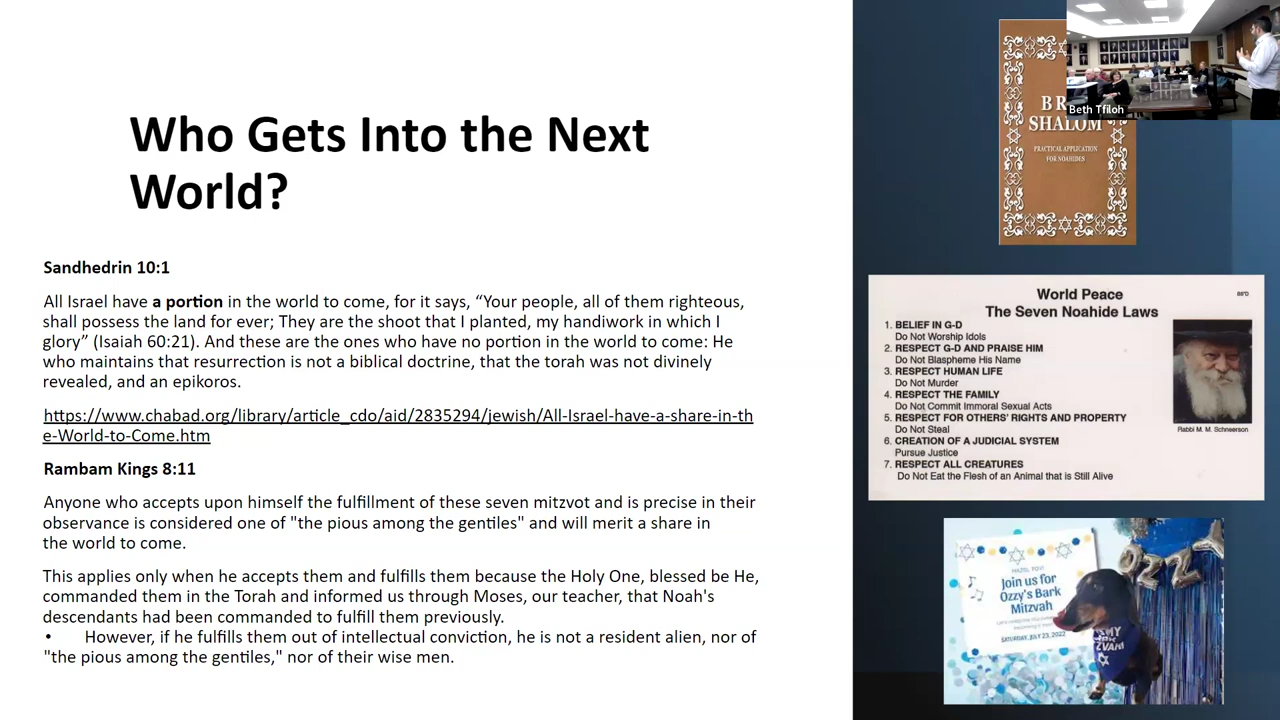 Who Gets Into the Next
World?
Sandhedrin 10:1
All Israel have a portion in the world to come, for it says, “Your people, all of them righteous,
shall possess the land for ever; They are the shoot that I planted, my handiwork in which I
glory” (Isaiah 60:21). And these are the ones who have no portion in the world to come: He
who maintains that resurrection is not a biblical doctrine, that the torah was not divinely
revealed, and an epikoros.
https://www.chabad.org/library/article_cdo/aid/2835294/jewish/All-Israel-have-a-share-in-th
e-World-to-Come.htm
Rambam Kings 8:11
Anyone who accepts upon himself the fulfillment of these seven mitzvot and is precise in their
observance is considered one of "the pious among the gentiles" and will merit a share in
the world to come.
This applies only when he accepts them and fulfills them because the Holy One, blessed be He,
commanded them in the Torah and informed us through Moses, our teacher, that Noah's
descendants had been commanded to fulfill them previously.
• However, if he fulfills them out of intellectual conviction, he is not a resident alien, nor of
"the pious among the gentiles," nor of their wise men.
Beth Tfiloh
SHALOM
PRACTICAL APPLICATION
FOR NOAHIDES
World Peace
The Seven Noahide Laws
1. BELIEF IN G-D
Do Not Worship Idols
2. RESPECT G-D AND PRAISE HIM
Do Not Blaspheme His Name
3. RESPECT HUMAN LIFE
Do Not Murder
4. RESPECT THE FAMILY
Do Not Commit Immoral Sexual Acts
5. RESPECT FOR OTHERS' RIGHTS AND PROPERTY
Do Not Steal
6. CREATION OF A JUDICIAL SYSTEM
Pursue Justice
7. RESPECT ALL CREATURES
Do Not Eat the Flesh of an Animal that is Still Alive
Rabbi M. M. Schneerson
MAZEL TOV!
Join us for
Ozzy's Bark
Mitzvah
SATURDAY, JULY 23, 2022